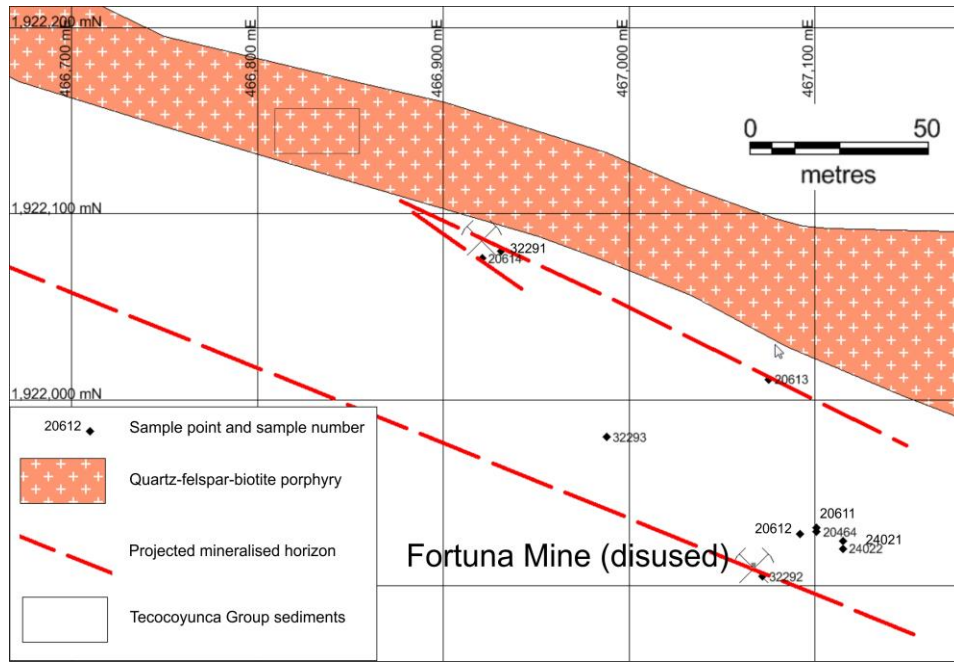 1,922,200 mN
466,700 mE
466,800 mE
466,900 mE
467,000 mE
467,100 mE
0 50
metres
1,922,100 mN
32291
20614
1,922,000 mN
20613
20612 Sample point and sample number
32293
Quartz-felspar-biotite porphyry
20611
20612
20464
24021
24022
Projected mineralised horizon
Fortuna Mine (disused)
32292
Tecocoyunca Group sediments